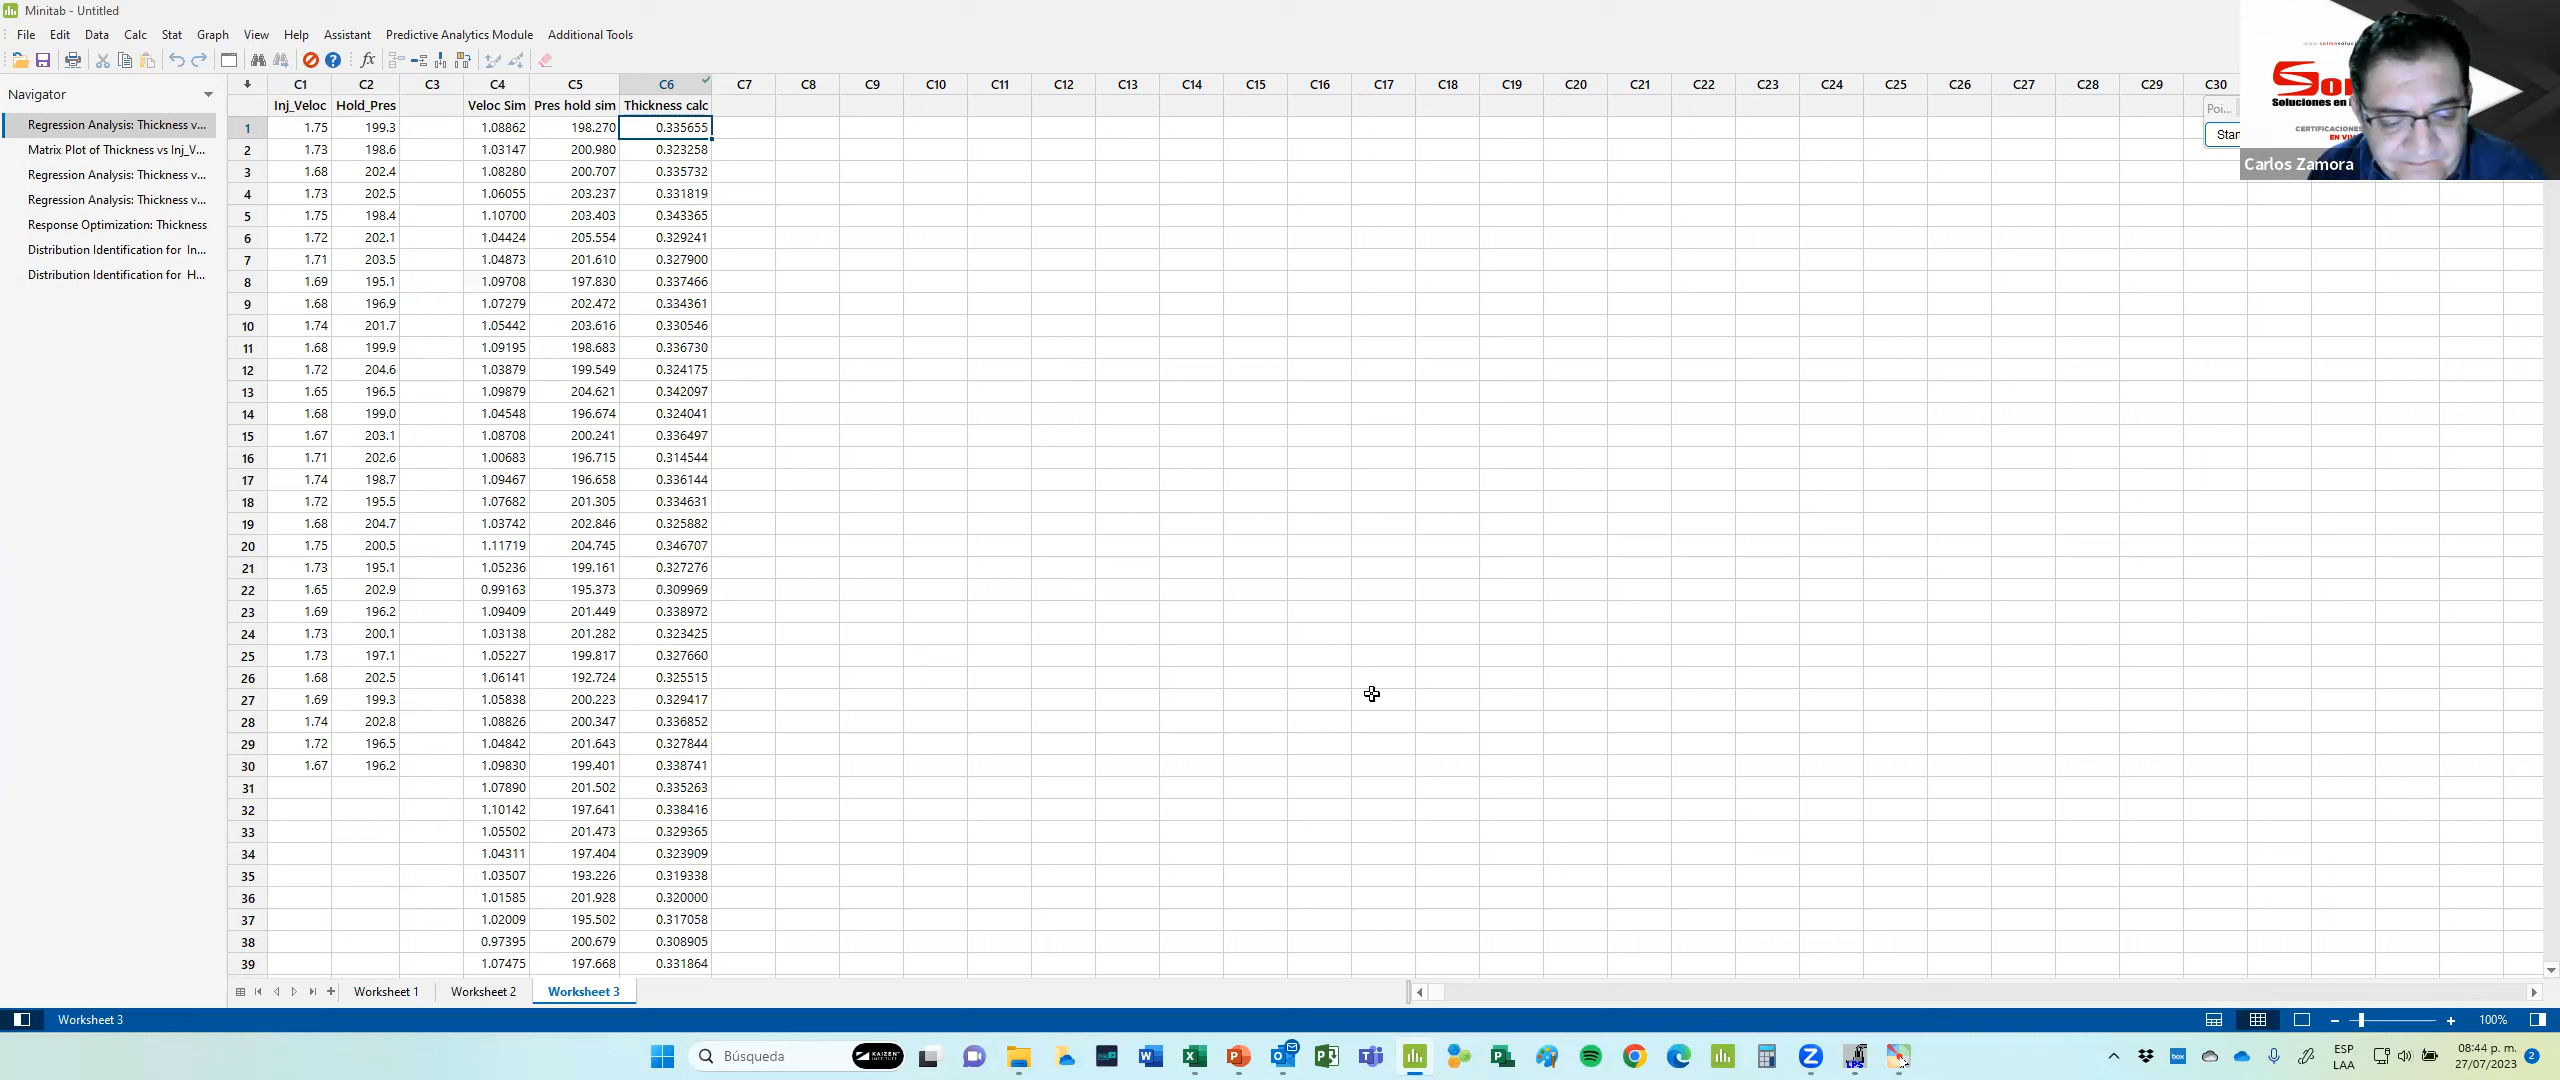 Minitab - Untitled
File Edit Data Calc Stat Graph View Help Assistant Predictive Analytics Module Additional Tools
Navigator
Regression Analysis: Thickness v...
Matrix Plot of Thickness vs Inj_V...
Regression Analysis: Thickness v...
Regression Analysis: Thickness v...
Response Optimization: Thickness
Distribution Identification for In...
Distribution Identification for H...
C1 C2 C3 C4 C5 C6 C7 C8 C9 C10 C11 C12 C13 C14 C15 C16 C17 C18 C19 C20 C21 C22 C23 C24 C25 C26 C27 C28 C29 C30
Inj_Veloc Hold_Pres Veloc Sim Pres hold sim Thickness calc
1 1.75 199.3 1.08862 198.270 0.335655
2 1.73 198.6 1.03147 200.980 0.323258
3 1.68 202.4 1.08280 200.707 0.335732
4 1.73 202.5 1.06055 203.237 0.331819
5 1.75 198.4 1.10700 203.403 0.343365
6 1.72 202.1 1.04424 205.554 0.329241
7 1.71 203.5 1.04873 201.610 0.327900
8 1.69 195.1 1.09708 197.830 0.337466
9 1.68 196.9 1.07279 202.472 0.334361
10 1.74 201.7 1.05442 203.616 0.330546
11 1.68 199.9 1.09195 198.683 0.336730
12 1.72 204.6 1.03879 199.549 0.324175
13 1.65 196.5 1.09879 204.621 0.342097
14 1.68 199.0 1.04548 196.674 0.324041
15 1.67 203.1 1.08708 200.241 0.336497
16 1.71 202.6 1.00683 196.715 0.314544
17 1.74 198.7 1.09467 196.658 0.336144
18 1.72 195.5 1.07682 201.305 0.334631
19 1.68 204.7 1.03742 202.846 0.325882
20 1.75 200.5 1.11719 204.745 0.346707
21 1.73 195.1 1.05236 199.161 0.327276
22 1.65 202.9 0.99163 195.373 0.309969
23 1.69 196.2 1.09409 201.449 0.338972
24 1.73 200.1 1.03138 201.282 0.323425
25 1.73 197.1 1.05227 199.817 0.327660
26 1.68 202.5 1.06141 192.724 0.325515
27 1.69 199.3 1.05838 200.223 0.329417
28 1.74 202.8 1.08826 200.347 0.336852
29 1.72 196.5 1.04842 201.643 0.327844
30 1.67 196.2 1.09830 199.401 0.338741
31 1.07890 201.502 0.335263
32 1.10142 197.641 0.338416
33 1.05502 201.473 0.329365
34 1.04311 197.404 0.323909
35 1.03507 193.226 0.319338
36 1.01585 201.928 0.320000
37 1.02009 195.502 0.317058
38 0.97395 200.679 0.308905
39 1.07475 197.668 0.331864
Poi...
Star
Soluciones en
CERTIFICACIONES
EN VIV
Carlos Zamora
Worksheet 1 Worksheet 2 Worksheet 3
Worksheet 3
100%
Búsqueda
KAIZEN
LPS
box
ESP
LAA
08:44 p. m.
27/07/2023
2